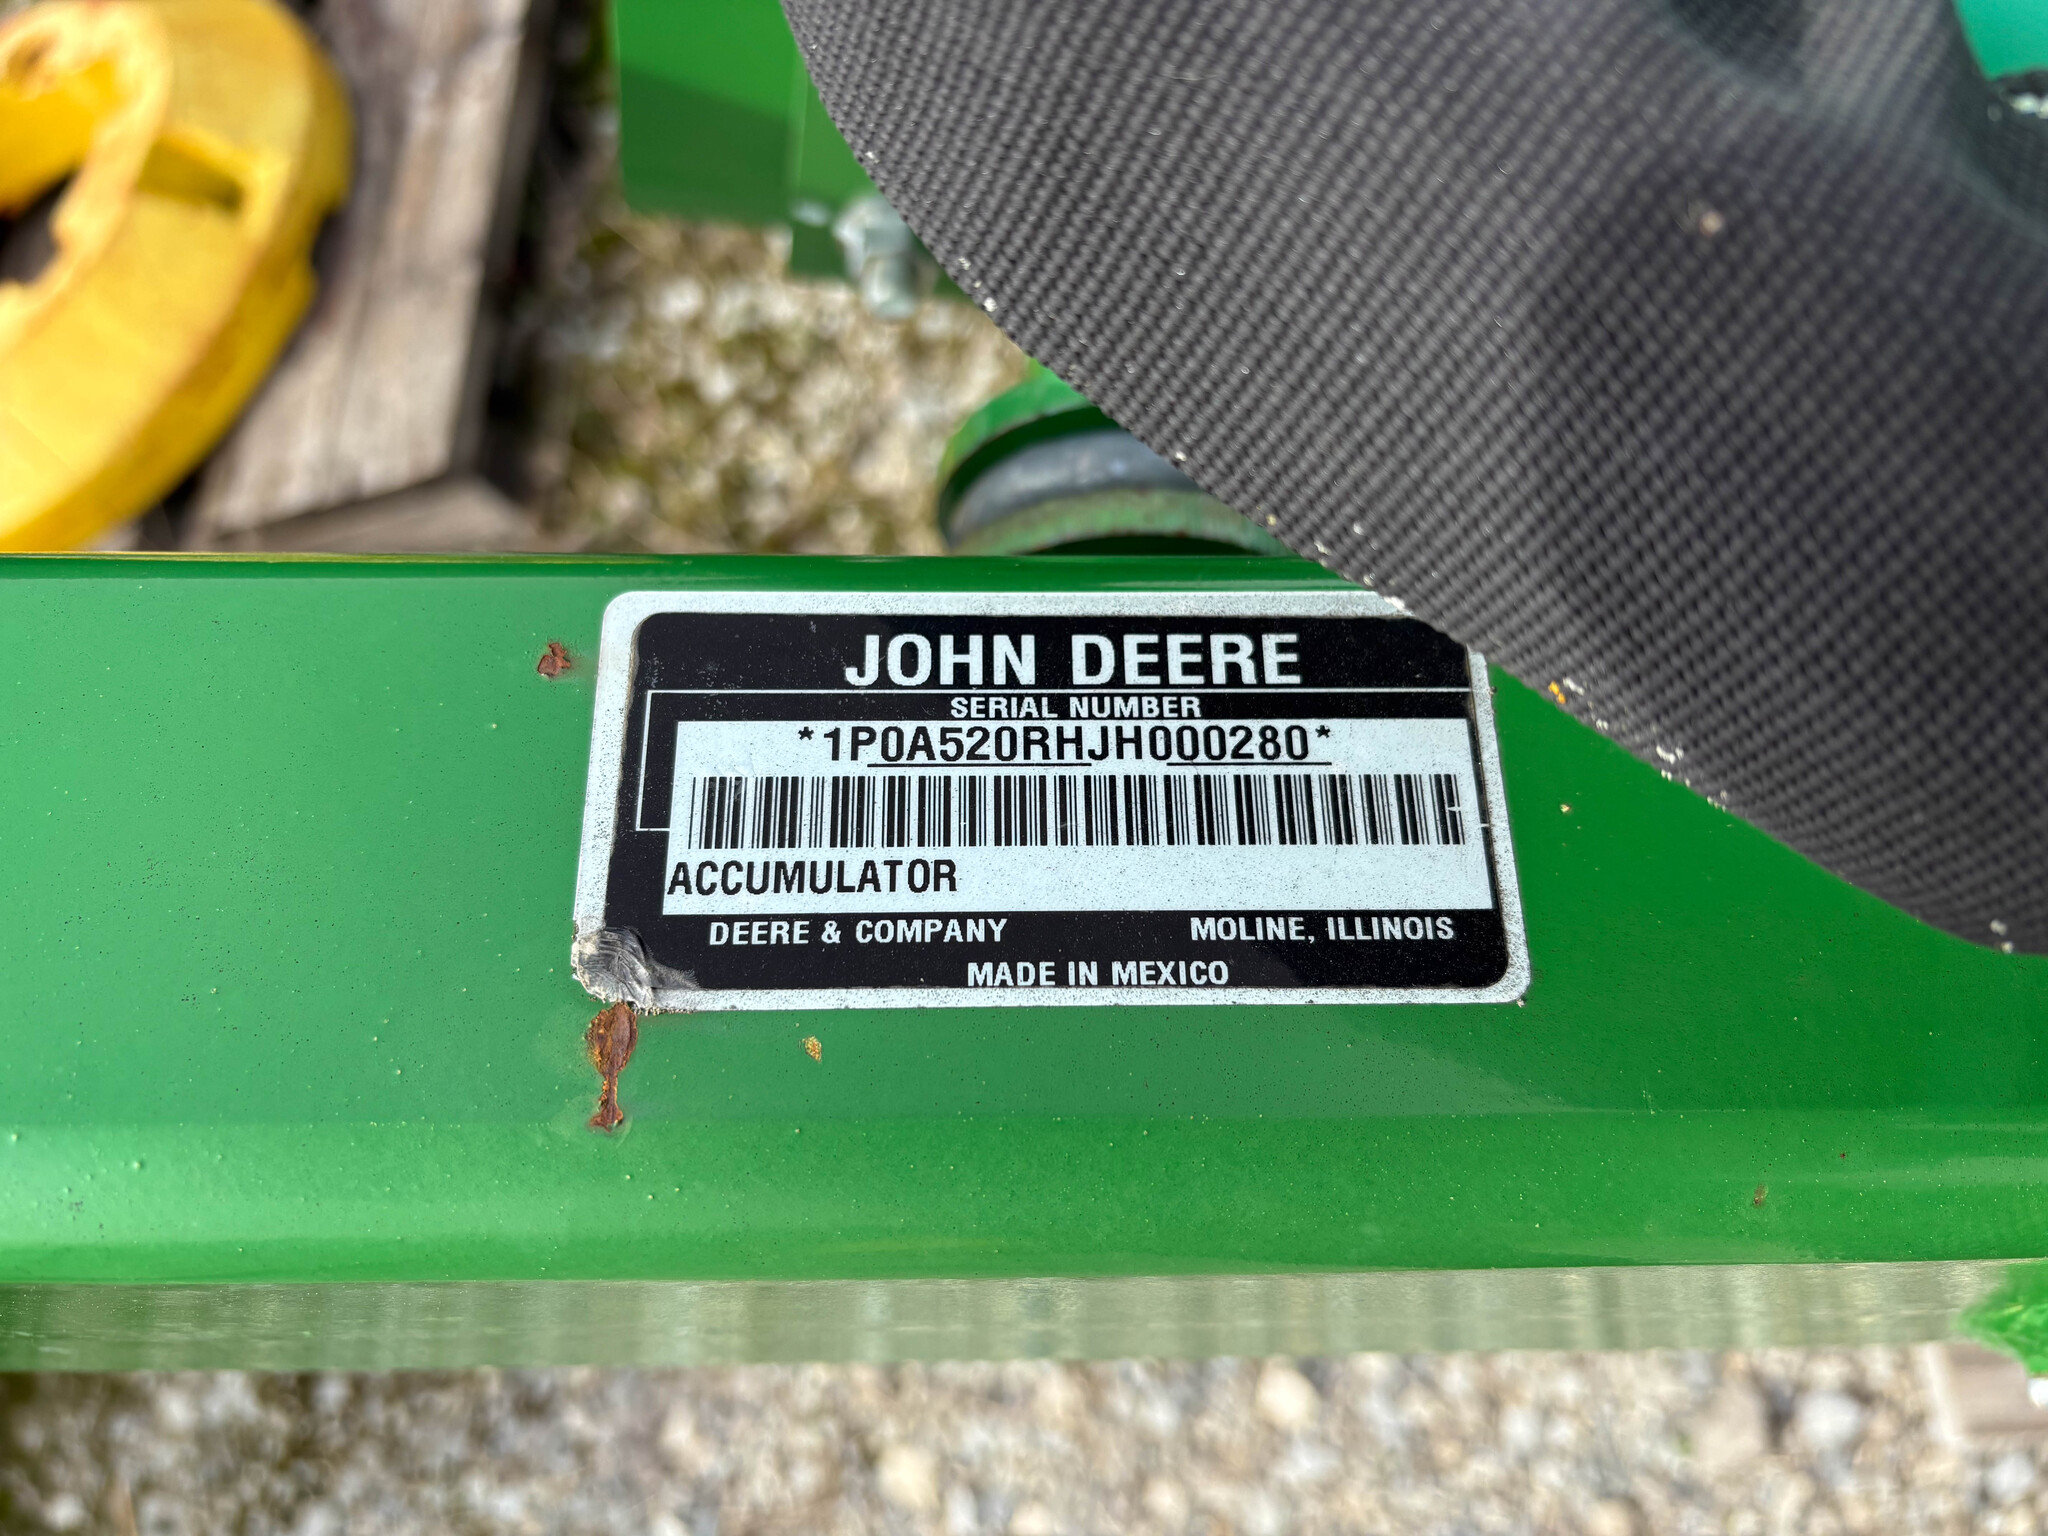 JOHN DEERE
SERIAL NUMBER
*1P0A520RHJH000280*
ACCUMULATOR
DEERE & COMPANY MOLINE, ILLINOIS
MADE IN MEXICO